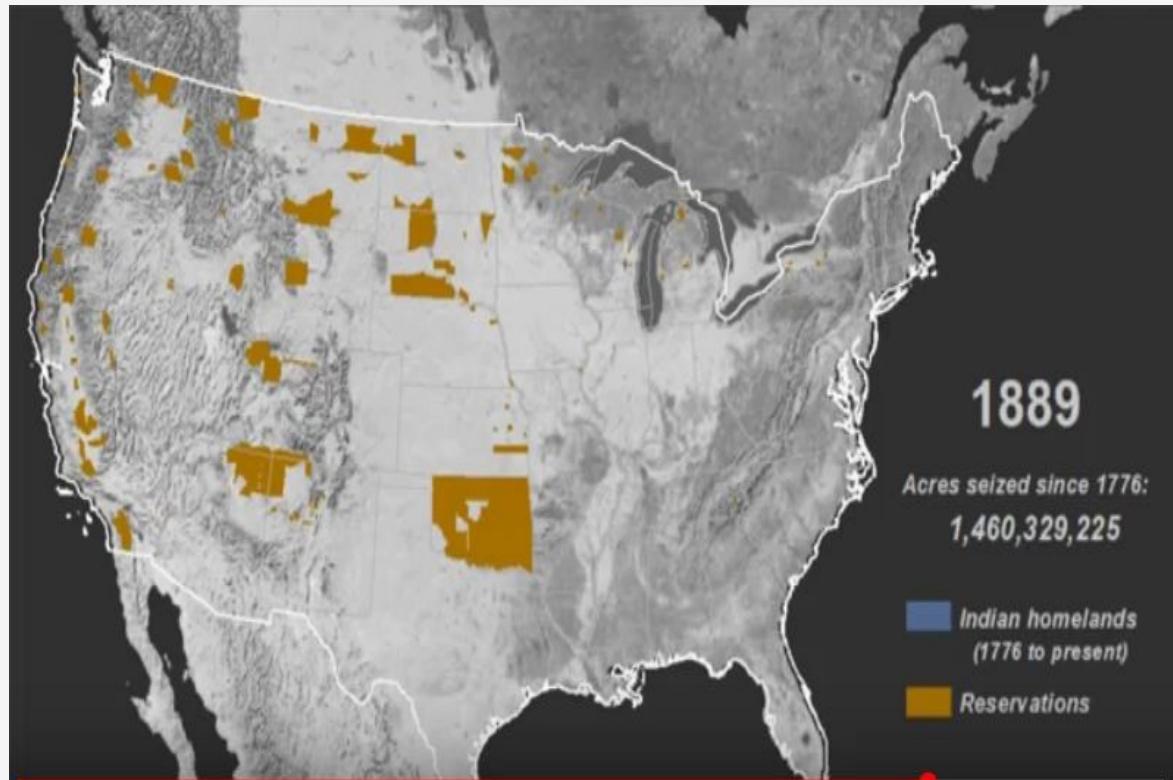 1889
Acres seized since 1776:
1,460,329,225
Indian homelands
(1776 to present)
Reservations